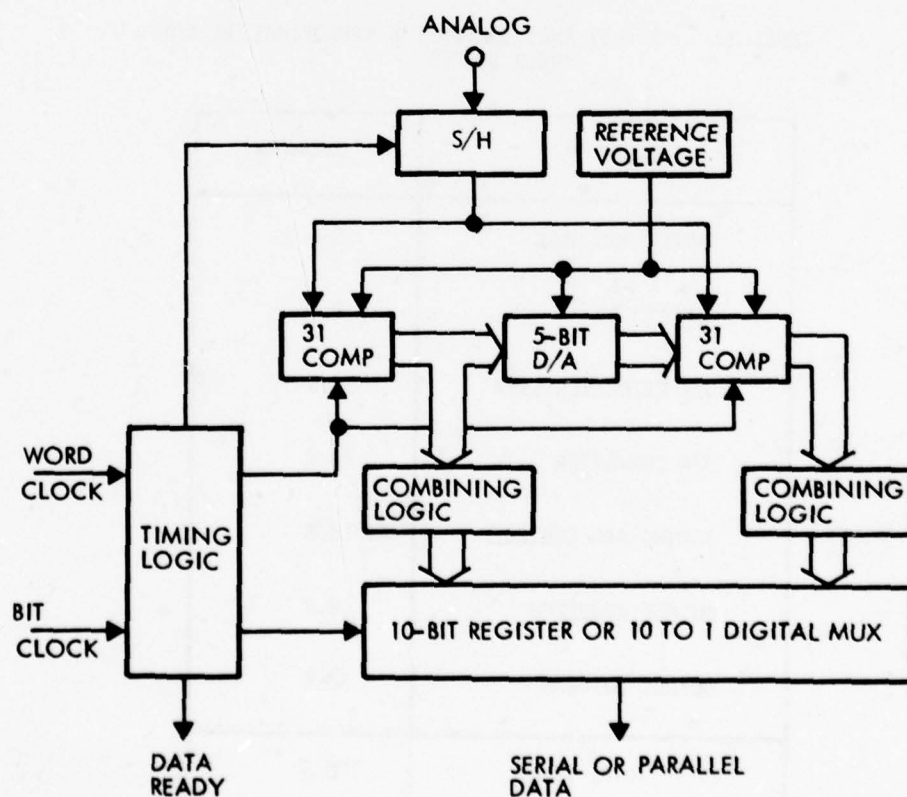 ANALOG
S/H
REFERENCE
VOLTAGE
31
COMP
5-BIT
D/A
31
COMP
WORD
CLOCK
TIMING
LOGIC
COMBINING
LOGIC
COMBINING
LOGIC
BIT
CLOCK
10-BIT REGISTER OR 10 TO 1 DIGITAL MUX
DATA
READY
SERIAL OR PARALLEL
DATA